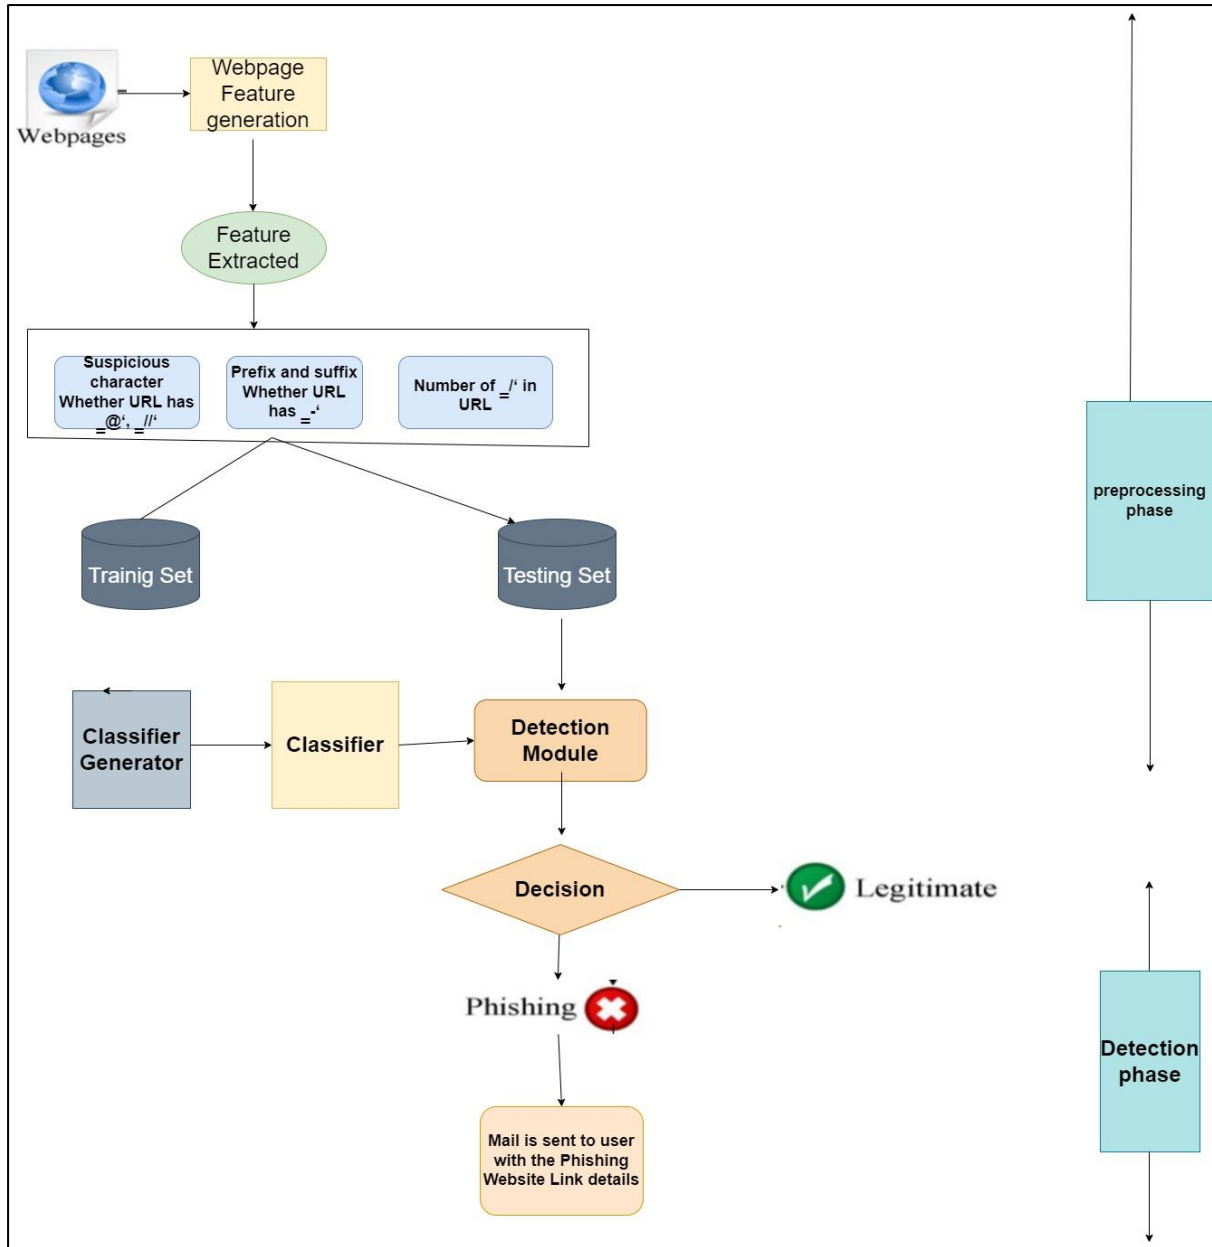 Webpages
Webpage
Feature
generation
Feature
Extracted
Suspicious
character
Whether URL has
_@‘, _//‘
Prefix and suffix
Whether URL
has _-‘
Number of _/‘ in
URL
preprocessing
phase
Trainig Set
Testing Set
Classifier
Generator
Classifier
Detection
Module
Decision
Legitimate
Phishing
Detection
phase
Mail is sent to user
with the Phishing
Website Link details